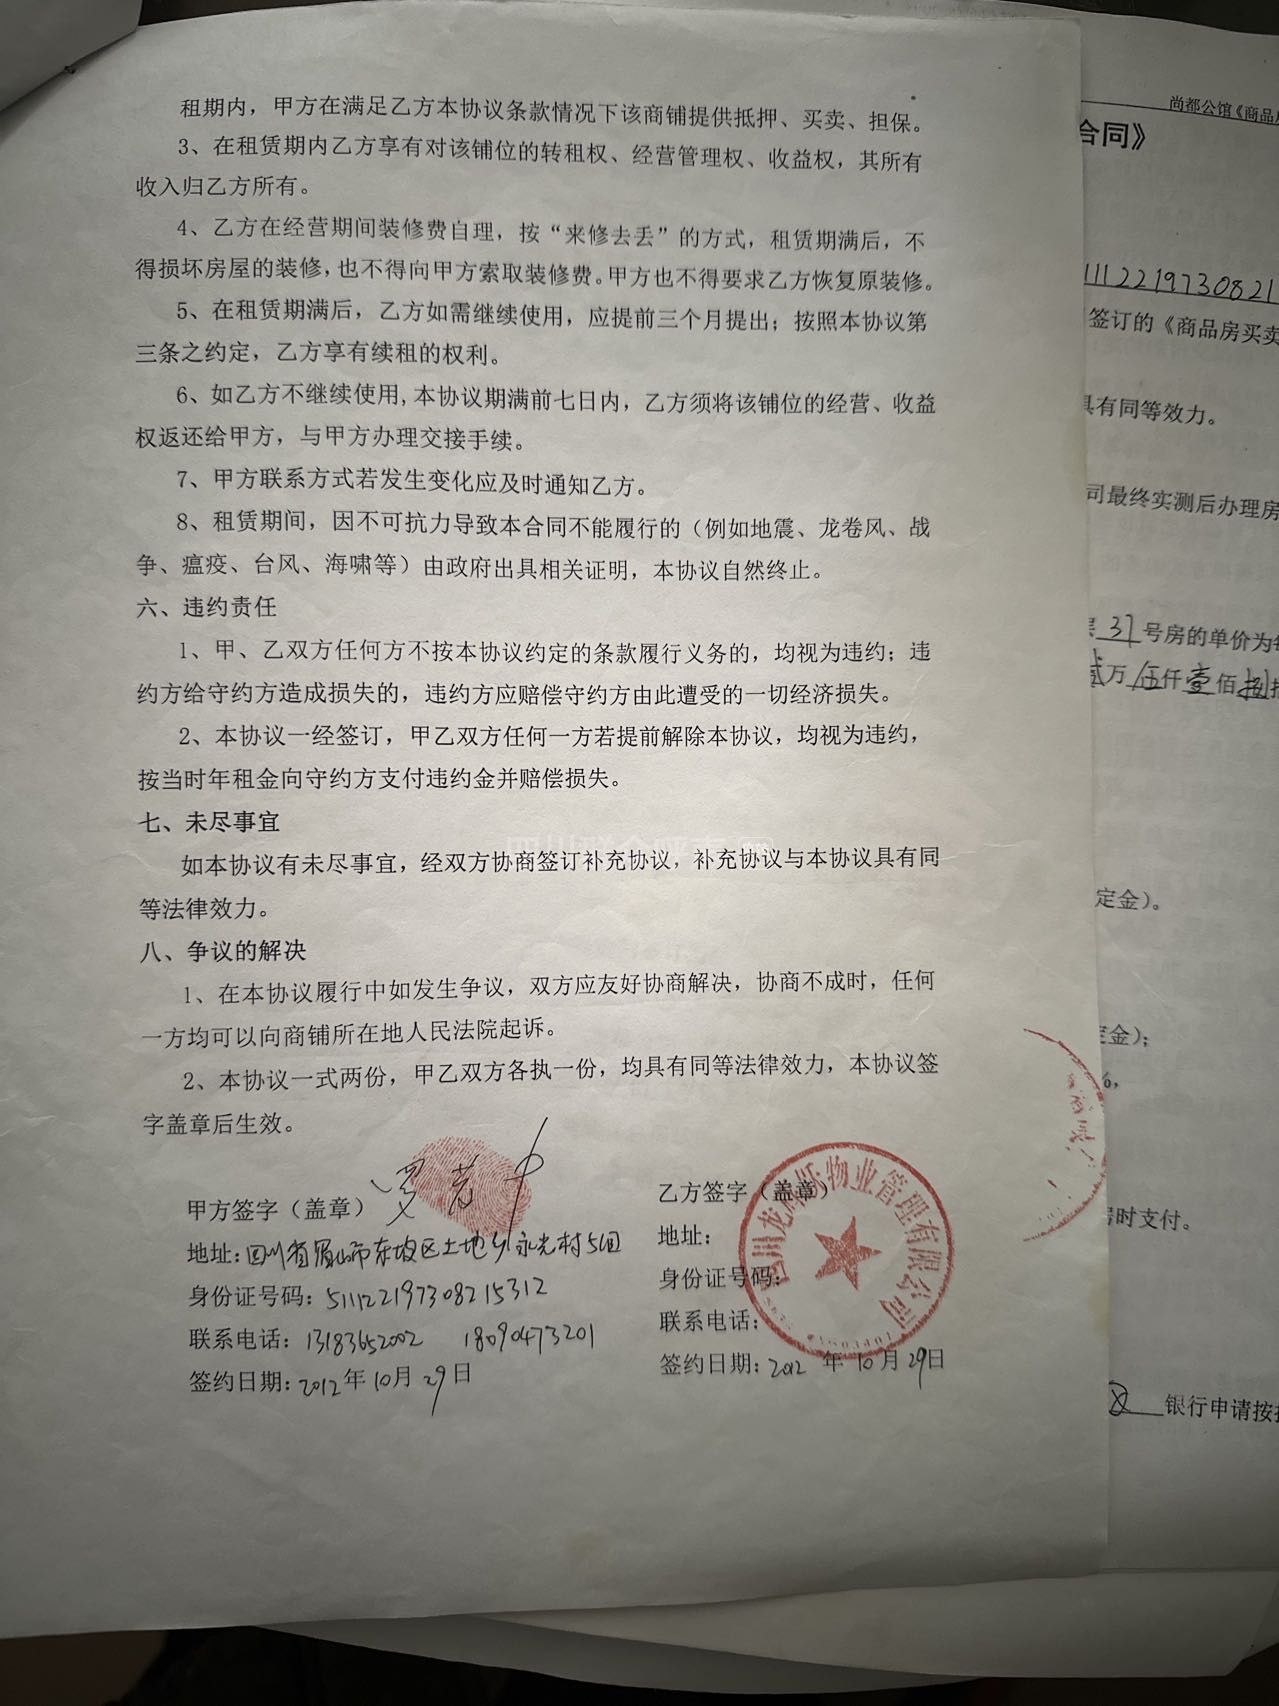 租期内，甲方在满足乙方本协议条款情况下该商铺提供抵押、买卖、担保。
3、在租赁期内乙方享有对该铺位的转租权、经营管理权、收益权，其所有
收入归乙方所有。
4、乙方在经营期间装修费自理，按“来修去丢”的方式，租赁期满后，不
得损坏房屋的装修，也不得向甲方索取装修费。甲方也不得要求乙方恢复原装修。
5、在租赁期满后，乙方如需继续使用，应提前三个月提出；按照本协议第
三条之约定，乙方享有续租的权利。
6、如乙方不继续使用,本协议期满前七日内，乙方须将该铺位的经营、收益
权返还给甲方，与甲方办理交接手续。
7、甲方联系方式若发生变化应及时通知乙方。
8、租赁期间，因不可抗力导致本合同不能履行的（例如地震、龙卷风、战
争、瘟疫、台风、海啸等）由政府出具相关证明，本协议自然终止。
六、违约责任
1、甲、乙双方任何方不按本协议约定的条款履行义务的，均视为违约；违
约方给守约方造成损失的，违约方应赔偿守约方由此遭受的一切经济损失。
2、本协议一经签订，甲乙双方任何一方若提前解除本协议，均视为违约，
按当时年租金向守约方支付违约金并赔偿损失。
七、未尽事宜
如本协议有未尽事宜，经双方协商签订补充协议，补充协议与本协议具有同
等法律效力。
八、争议的解决
1、在本协议履行中如发生争议，双方应友好协商解决，协商不成时，任何
一方均可以向商铺所在地人民法院起诉。
2、本协议一式两份，甲乙双方各执一份，均具有同等法律效力，本协议签
字盖章后生效。
甲方签字（盖章）
地址：四川省眉山市东坡区土地乡永光村5组
身份证号码：511122197308215312
联系电话：13183652002 18090473201
签约日期：2012年10月29日
乙方签字（盖章）
地址：
身份证号码：
联系电话：
签约日期：2012年10月29日
物业管理有限公司
尚都公馆《商品
合同》
11112219730821
签订的《商品房买卖
具有同等效力。
司最终实测后办理房
37号房的单价为每
贰万伍仟壹佰捌拾
定金）。
定金）；
时支付。
银行申请按